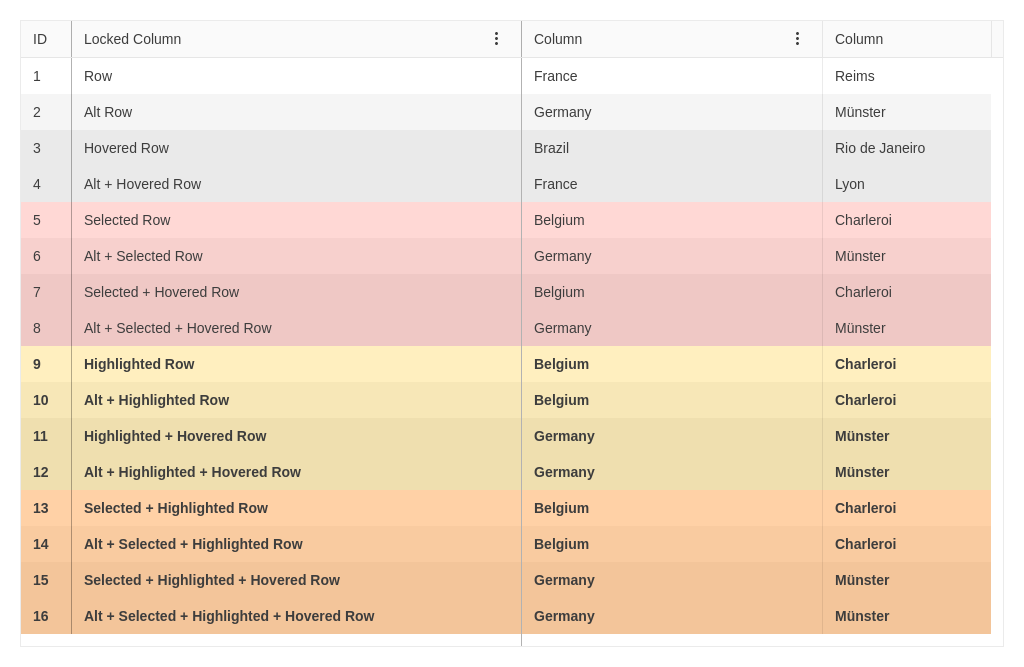 ID Locked Column Column Column
1 Row France Reims
2 Alt Row Germany Münster
3 Hovered Row Brazil Rio de Janeiro
4 Alt + Hovered Row France Lyon
5 Selected Row Belgium Charleroi
6 Alt + Selected Row Germany Münster
7 Selected + Hovered Row Belgium Charleroi
8 Alt + Selected + Hovered Row Germany Münster
9 Highlighted Row Belgium Charleroi
10 Alt + Highlighted Row Belgium Charleroi
11 Highlighted + Hovered Row Germany Münster
12 Alt + Highlighted + Hovered Row Germany Münster
13 Selected + Highlighted Row Belgium Charleroi
14 Alt + Selected + Highlighted Row Belgium Charleroi
15 Selected + Highlighted + Hovered Row Germany Münster
16 Alt + Selected + Highlighted + Hovered Row Germany Münster